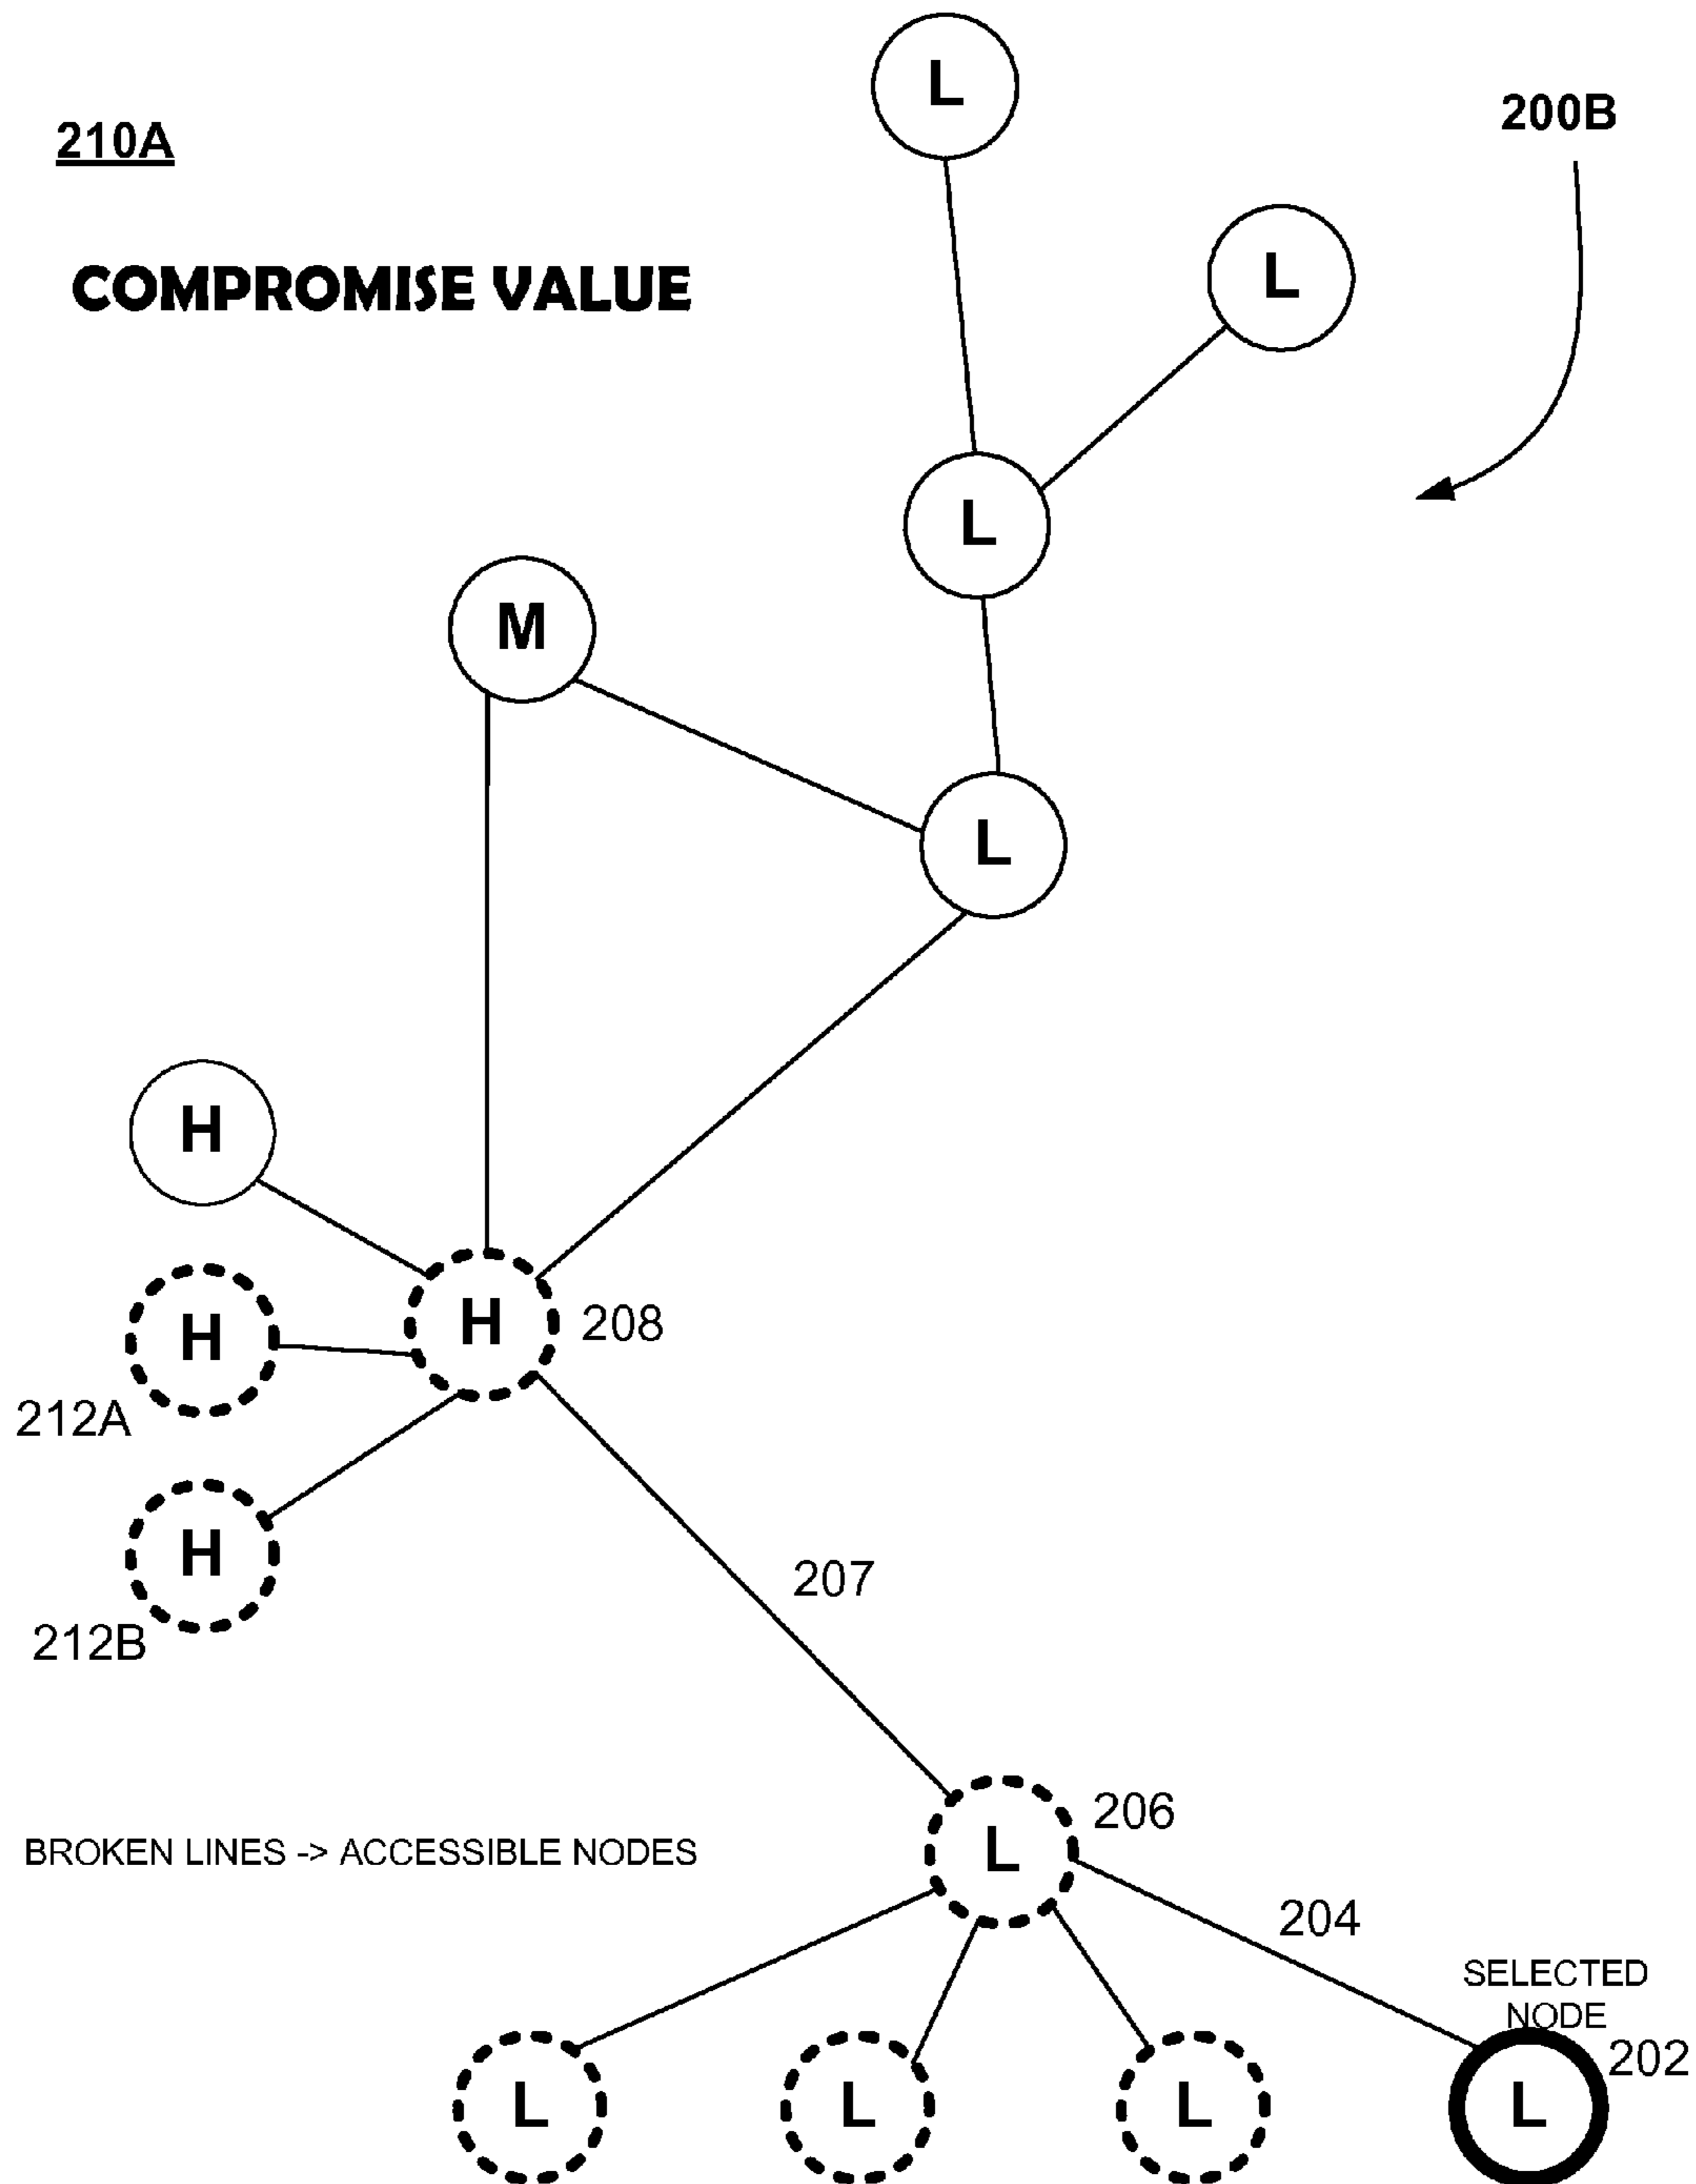 L
210A
200B
COMPROMISE VALUE
L
L
M
L
H
H
208
H
212A
H
212B
207
206
L
BROKEN LINES -> ACCESSIBLE NODES
204
SELECTED
NODE
202
L
L
L
L